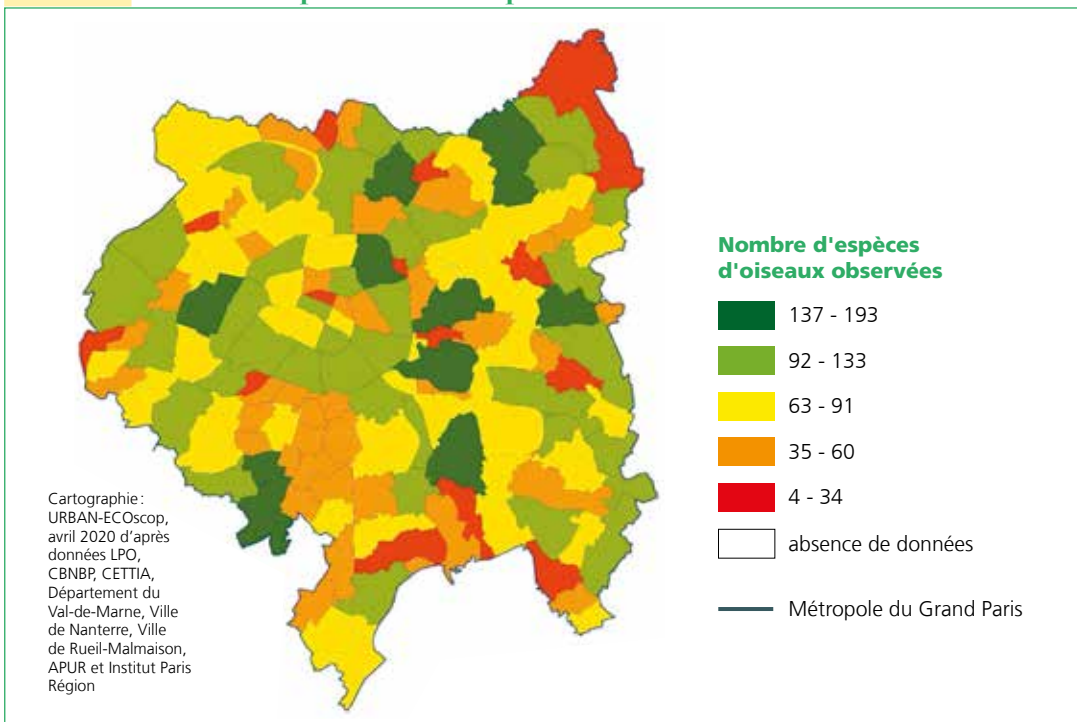 Nombre d'espèces
d'oiseaux observées
137 - 193
92 - 133
63 - 91
35 - 60
4 - 34
absence de données
Métropole du Grand Paris
Cartographie :
URBAN-ECOscop,
avril 2020 d’après
données LPO,
CBNBP, CETTIA,
Département du
Val-de-Marne, Ville
de Nanterre, Ville
de Rueil-Malmaison,
APUR et Institut Paris
Région